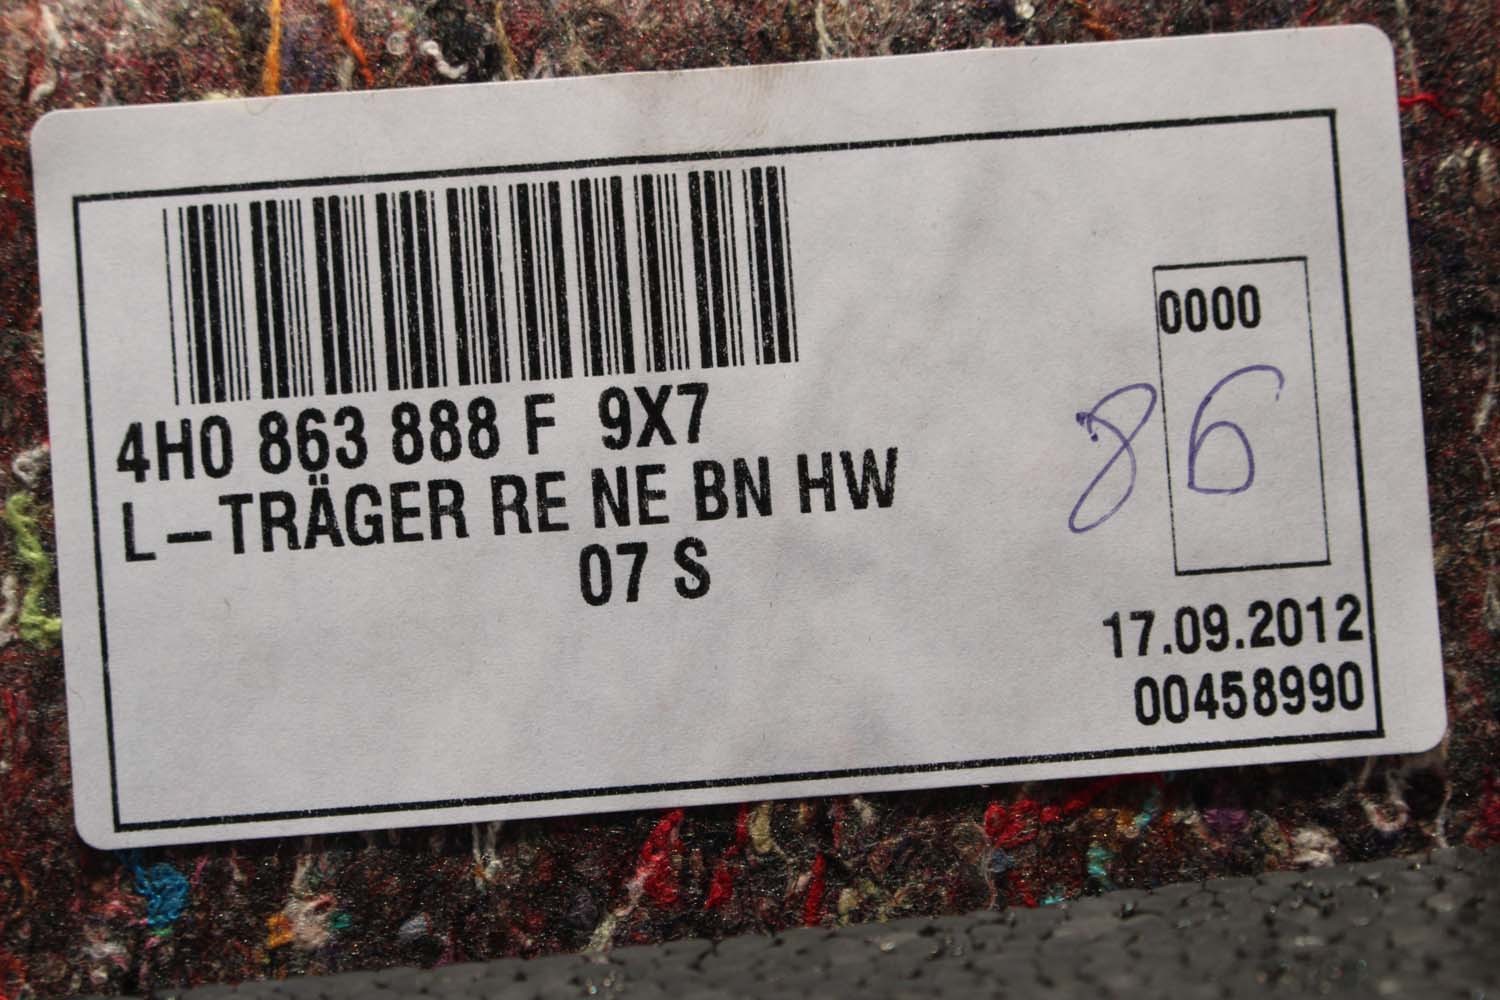 4H0 863 888 F 9X7
L-TRÄGER RE NE BN HW
07 S
0000
86
17.09.2012
00458990